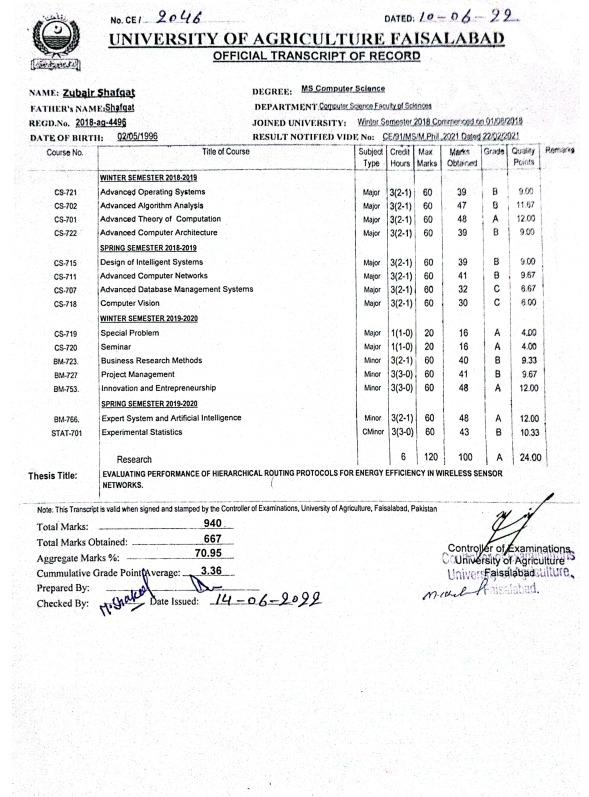 No. CE / 2046 DATED: 10-06-22
UNIVERSITY OF AGRICULTURE FAISALABAD
OFFICIAL TRANSCRIPT OF RECORD
NAME: Zubair Shafqat DEGREE: MS Computer Science
FATHER's NAME:Shafqat DEPARTMENT:Computer Science Faculty of Sciences
REGD.No. 2018-ag-4496 JOINED UNIVERSITY: Winter Semester 2018 Commenced on 01/08/2018
DATE OF BIRTH: 02/05/1996 RESULT NOTIFIED VIDE No: CE/91/MS/M.Phil.,2021 Dated 22/02/2021
Course No. Title of Course Subject Type Credit Hours Max Marks Marks Obtained Grade Quality Points Remarks
WINTER SEMESTER 2018-2019
CS-721 Advanced Operating Systems Major 3(2-1) 60 39 B 9.00
CS-702 Advanced Algorithm Analysis Major 3(2-1) 60 47 B 11.67
CS-701 Advanced Theory of Computation Major 3(2-1) 60 48 A 12.00
CS-722 Advanced Computer Architecture Major 3(2-1) 60 39 B 9.00
SPRING SEMESTER 2018-2019
CS-715 Design of Intelligent Systems Major 3(2-1) 60 39 B 9.00
CS-711 Advanced Computer Networks Major 3(2-1) 60 41 B 9.67
CS-707 Advanced Database Management Systems Major 3(2-1) 60 32 C 6.67
CS-718 Computer Vision Major 3(2-1) 60 30 C 6.00
WINTER SEMESTER 2019-2020
CS-719 Special Problem Major 1(1-0) 20 16 A 4.00
CS-720 Seminar Major 1(1-0) 20 16 A 4.00
BM-723. Business Research Methods Minor 3(2-1) 60 40 B 9.33
BM-727 Project Management Minor 3(3-0) 60 41 B 9.67
BM-753. Innovation and Entrepreneurship Minor 3(3-0) 60 48 A 12.00
SPRING SEMESTER 2019-2020
BM-766. Expert System and Artificial Intelligence Minor 3(2-1) 60 48 A 12.00
STAT-701 Experimental Statistics CMinor 3(3-0) 60 43 B 10.33
Research 6 120 100 A 24.00
Thesis Title: EVALUATING PERFORMANCE OF HIERARCHICAL ROUTING PROTOCOLS FOR ENERGY EFFICIENCY IN WIRELESS SENSOR
NETWORKS.
Note: This Transcript is valid when signed and stamped by the Controller of Examinations, University of Agriculture, Faisalabad, Pakistan
Total Marks: 940
Total Marks Obtained: 667
Aggregate Marks %: 70.95
Cummulative Grade Point Average: 3.36
Prepared By:
Checked By: M. Shakeel Date Issued: 14-06-2022
Controller of Examinations
University of Agriculture
Faisalabad